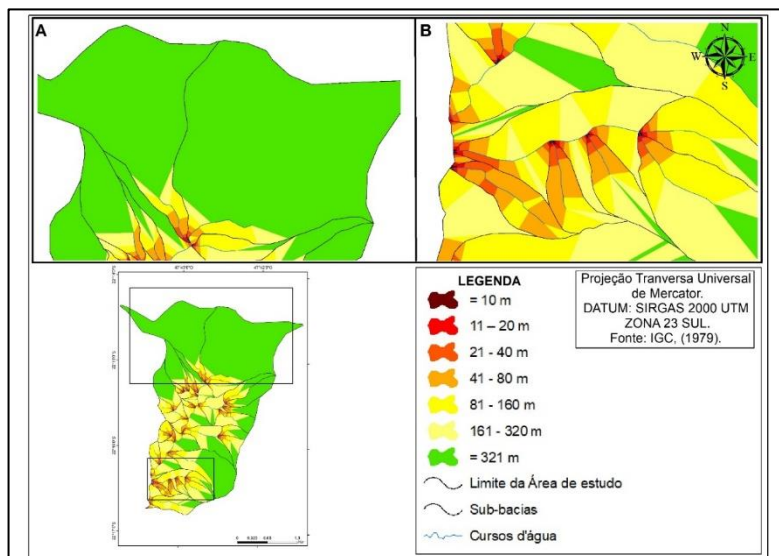 A
B
N
W
E
S
LEGENDA
= 10 m
11 – 20 m
21 - 40 m
41 - 80 m
81 - 160 m
161 - 320 m
= 321 m
Limite da Área de estudo
Sub-bacias
Cursos d'água
Projeção Tranversa Universal
de Mercator.
DATUM: SIRGAS 2000 UTM
ZONA 23 SUL.
Fonte: IGC, (1979).